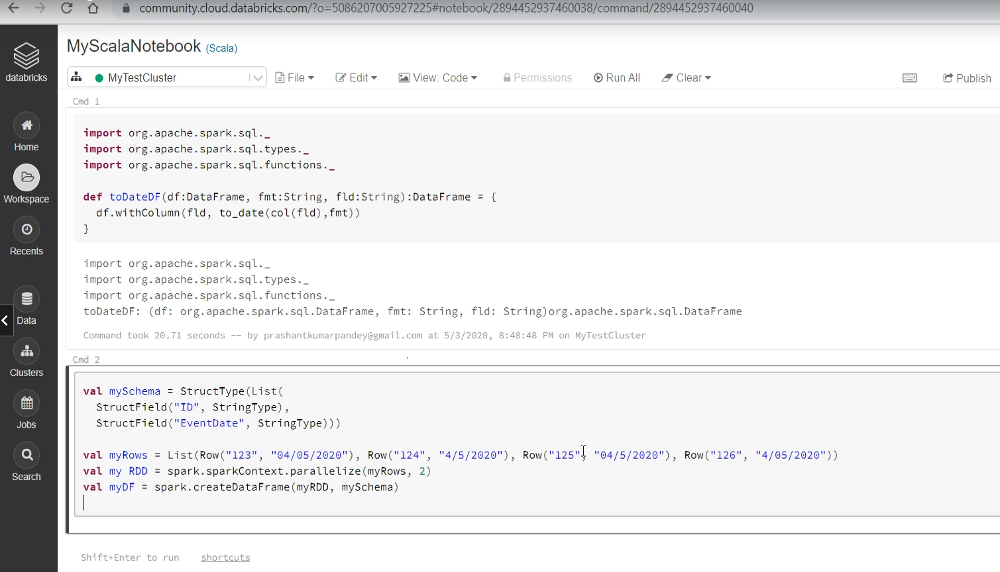 community.cloud.databricks.com/?o=5086207005927225#notebook/2894452937460038/command/2894452937460040
databricks
Home
Workspace
Recents
Data
Clusters
Jobs
Search
MyScalaNotebook (Scala)
MyTestCluster File Edit View: Code Permissions Run All Clear Publish
Cmd 1
import org.apache.spark.sql._
import org.apache.spark.sql.types._
import org.apache.spark.sql.functions._
def toDateDF(df:DataFrame, fmt:String, fld:String):DataFrame = {
df.withColumn(fld, to_date(col(fld),fmt))
}
import org.apache.spark.sql._
import org.apache.spark.sql.types._
import org.apache.spark.sql.functions._
toDateDF: (df: org.apache.spark.sql.DataFrame, fmt: String, fld: String)org.apache.spark.sql.DataFrame
Command took 20.71 seconds -- by prashantkumarpandey@gmail.com at 5/3/2020, 8:48:48 PM on MyTestCluster
Cmd 2
val mySchema = StructType(List(
StructField("ID", StringType),
StructField("EventDate", StringType)))
val myRows = List(Row("123", "04/05/2020"), Row("124", "4/5/2020"), Row("125", "04/5/2020"), Row("126", "4/05/2020"))
val my RDD = spark.sparkContext.parallelize(myRows, 2)
val myDF = spark.createDataFrame(myRDD, mySchema)
Shift+Enter to run shortcuts